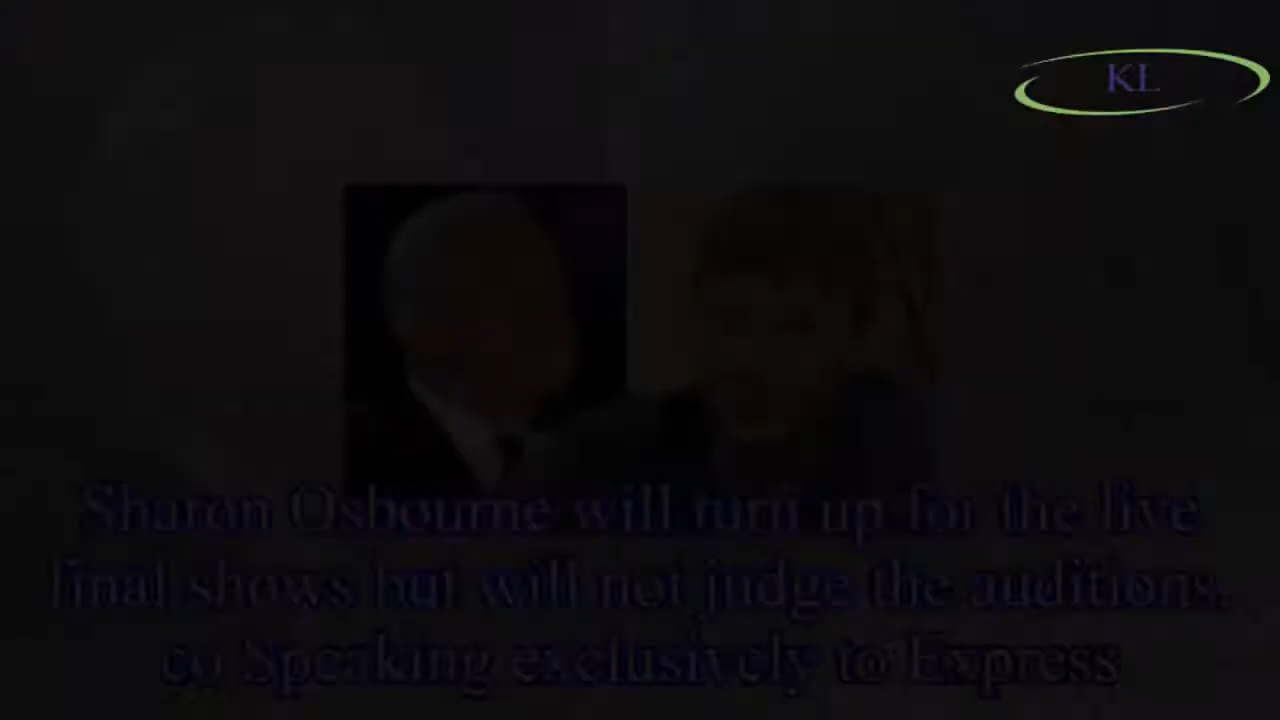 KL
Sharon Osbourne will turn up for the live
final shows but will not judge the auditions.
co Speaking exclusively to Express